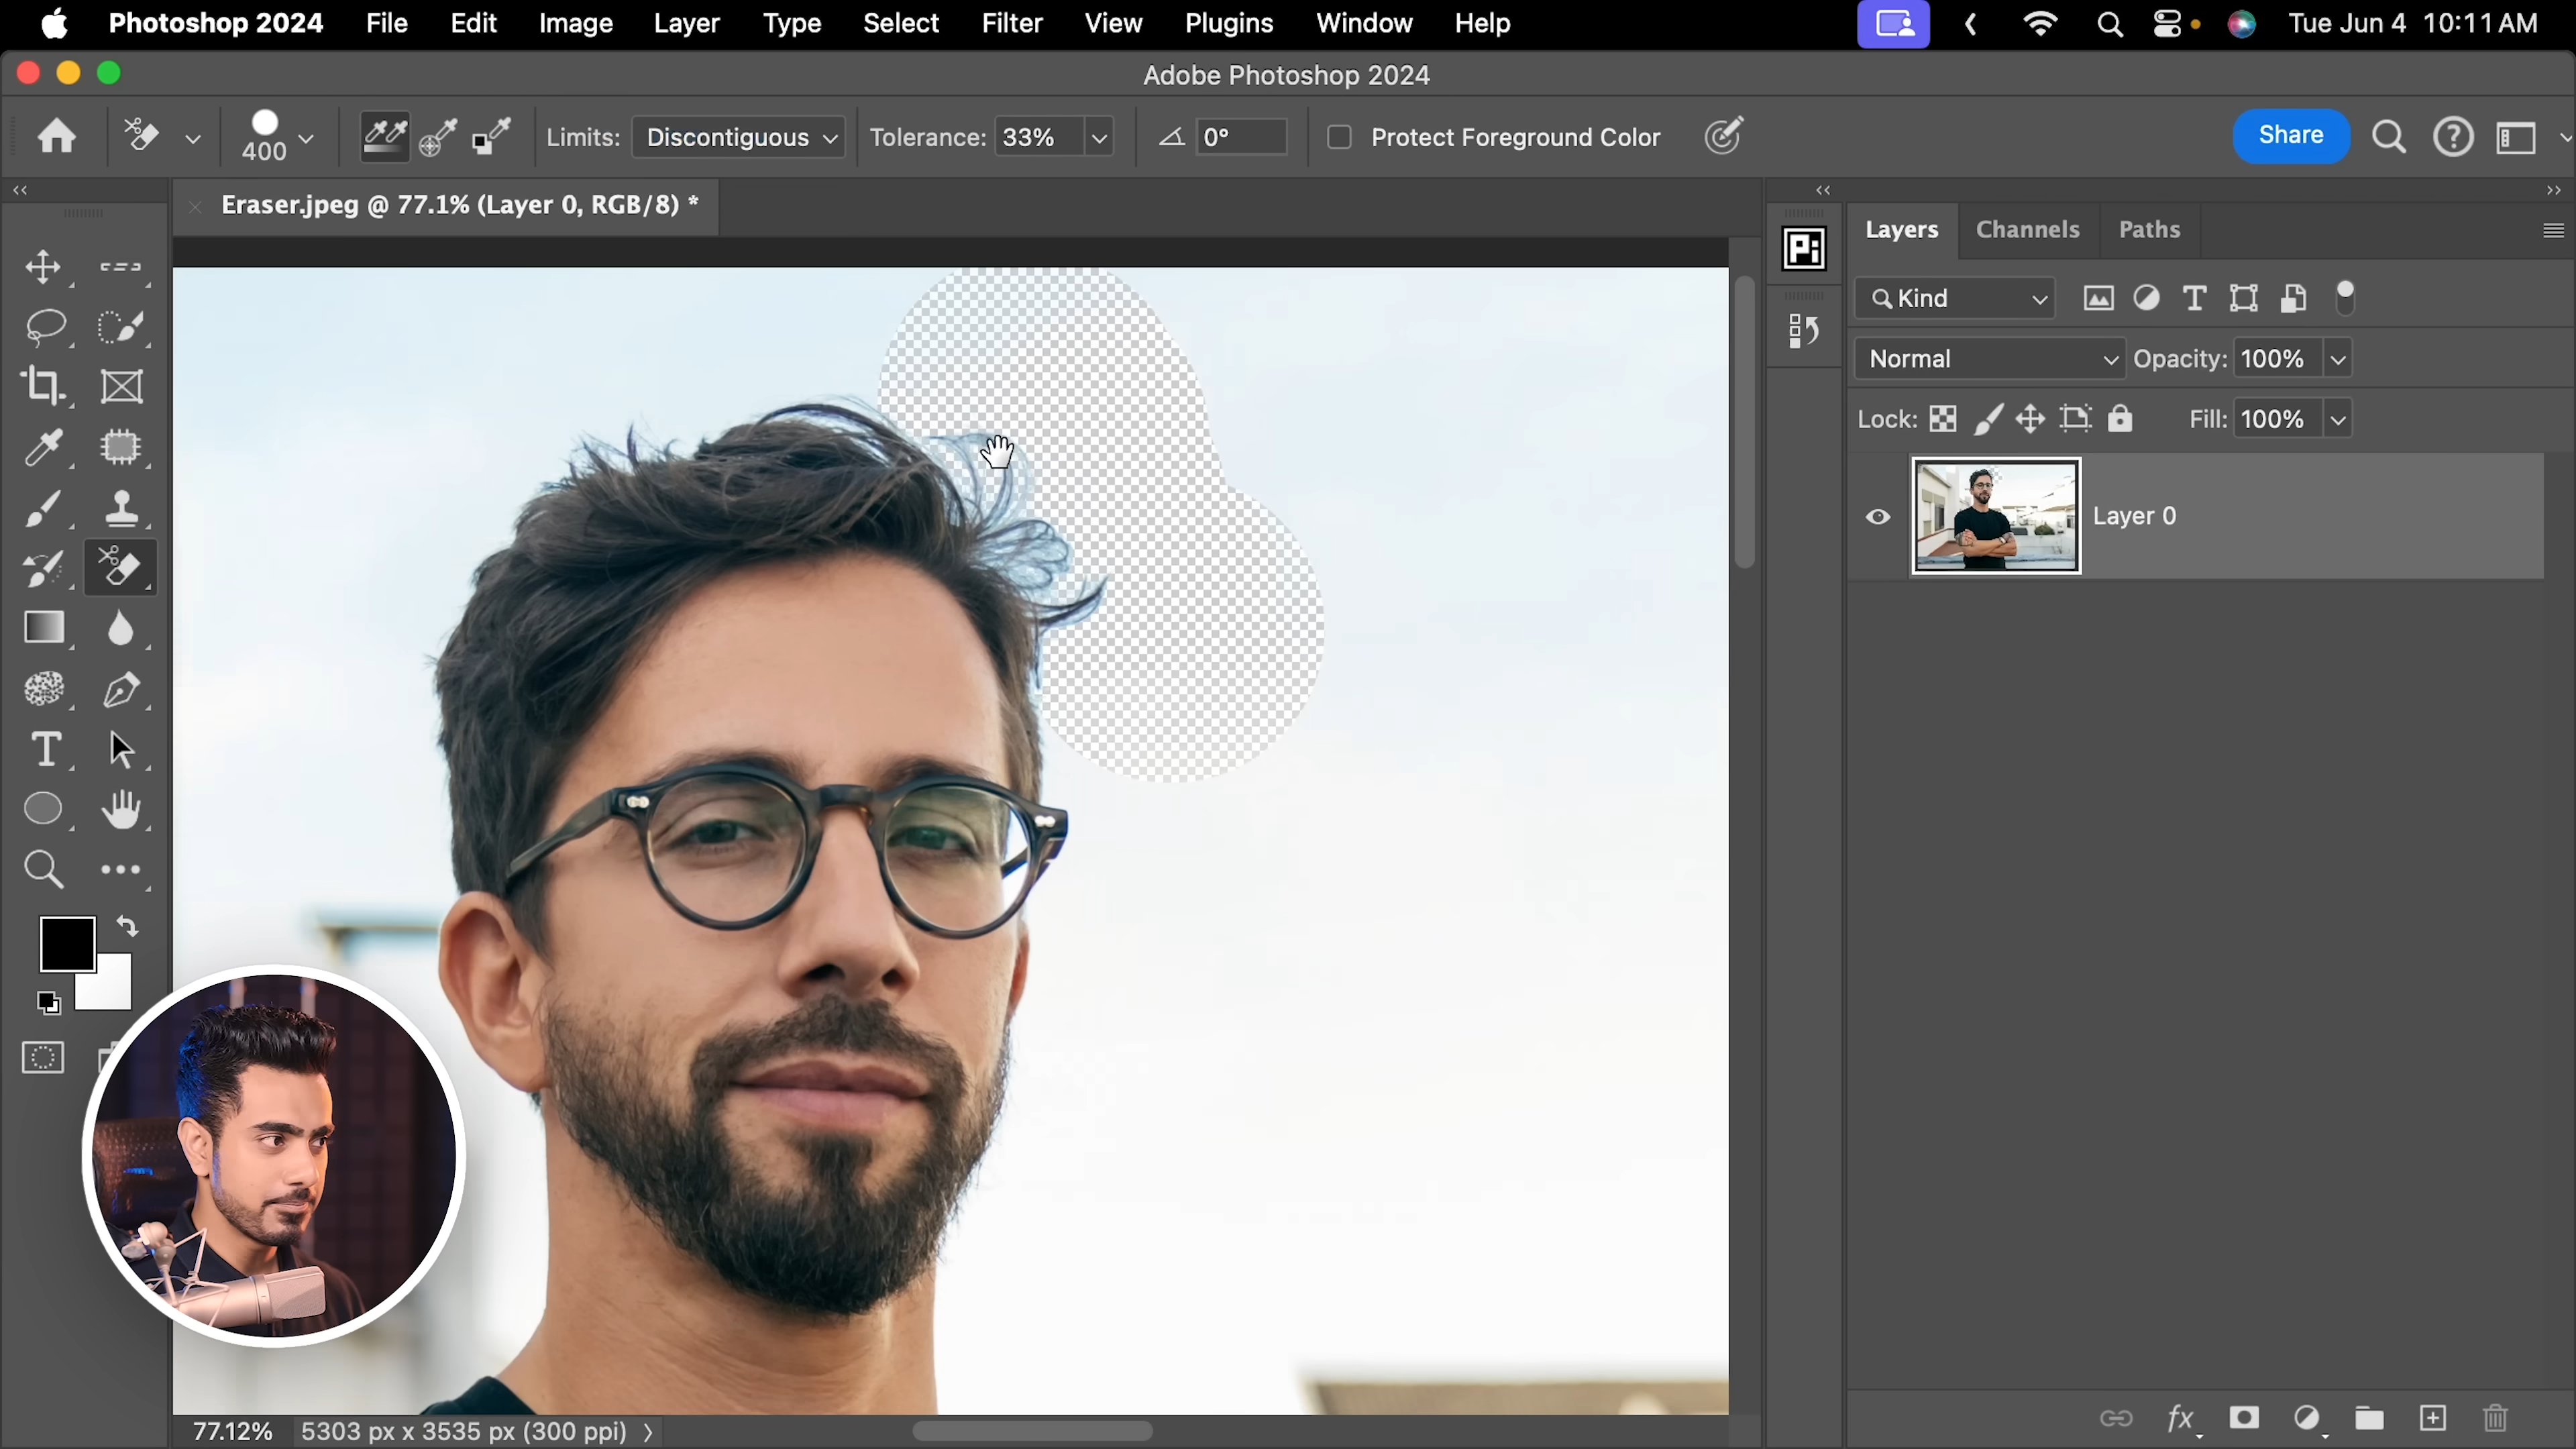 Photoshop 2024 File Edit Image Layer Type Select Filter View Plugins Window Help Tue Jun 4 10:11 AM
Adobe Photoshop 2024
400 Limits: Discontiguous Tolerance: 33% 0° Protect Foreground Color Share
Eraser.jpeg @ 77.1% (Layer 0, RGB/8) *
Layers Channels Paths
Pi
Kind
Normal Opacity: 100%
Lock: Fill: 100%
Layer 0
77.12% 5303 px x 3535 px (300 ppi)
fx